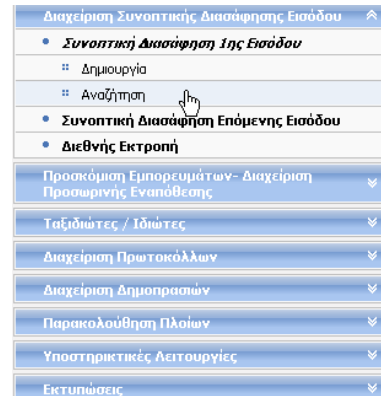 Διαχείριση Συνοπτικής Διασάφησης Εισόδου
Συνοπτική Διασάφηση 1ης Εισόδου
Δημιουργία
Αναζήτηση
Συνοπτική Διασάφηση Επόμενης Εισόδου
Διεθνής Εκτροπή
Προσκόμιση Εμπορευμάτων- Διαχείριση
Προσωρινής Εναπόθεσης
Ταξιδιώτες / Ιδιώτες
Διαχείριση Πρωτοκόλλων
Διαχείριση Δημοπρασιών
Παρακολούθηση Πλοίων
Υποστηρικτικές Λειτουργίες
Εκτυπώσεις